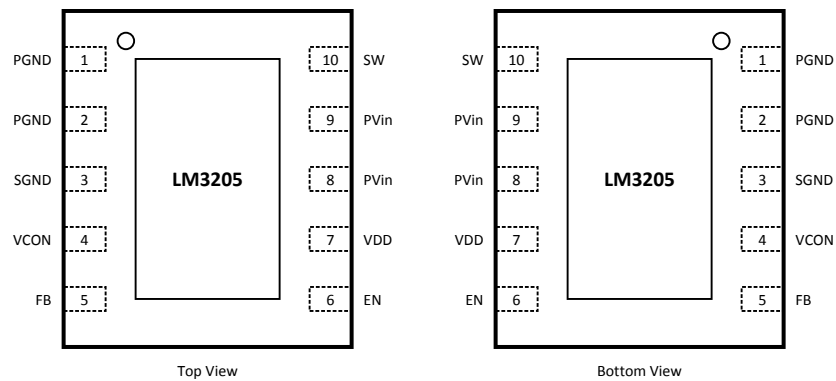 PGND 1 10 SW
PGND 2 9 PVin
SGND 3 8 PVin
LM3205
VCON 4 7 VDD
FB 5 6 EN
Top View
SW 10 1 PGND
PVin 9 2 PGND
PVin 8 3 SGND
LM3205
VDD 7 4 VCON
EN 6 5 FB
Bottom View